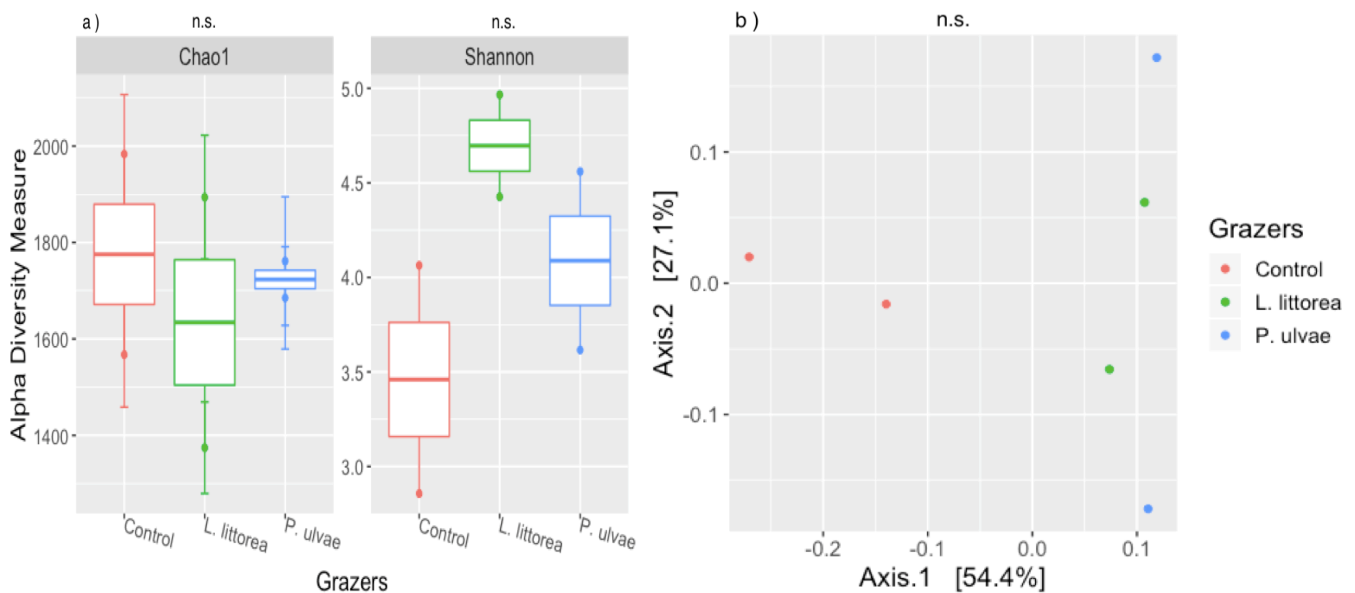 a )
n.s.
n.s.
Chao1
Shannon
Alpha Diversity Measure
2000
1800
1600
1400
5.0
4.5
4.0
3.5
3.0
Control
L. littorea
P. ulvae
Control
L. littorea
P. ulvae
Grazers
b )
n.s.
Axis.2 [27.1%]
0.1
0.0
-0.1
-0.2
-0.1
0.0
0.1
Axis.1 [54.4%]
Grazers
Control
L. littorea
P. ulvae